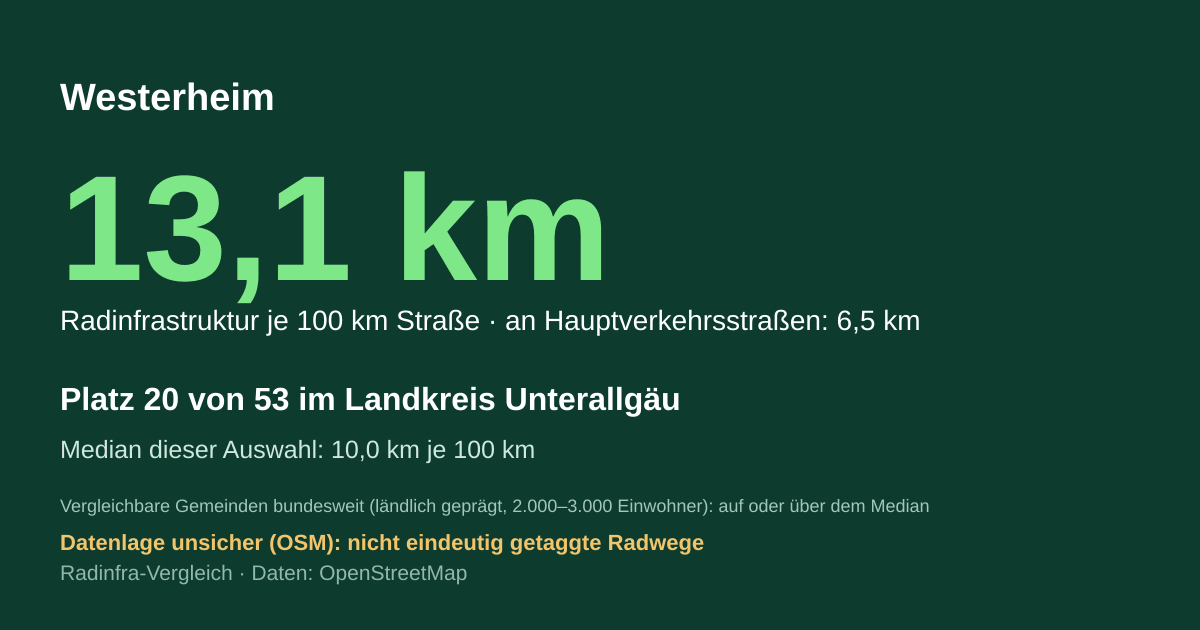 Westerheim
13,1 km
Radinfrastruktur je 100 km Straße · an Hauptverkehrsstraßen: 6,5 km
Platz 20 von 53 im Landkreis Unterallgäu
Median dieser Auswahl: 10,0 km je 100 km
Vergleichbare Gemeinden bundesweit (ländlich geprägt, 2.000–3.000 Einwohner): auf oder über dem Median
Datenlage unsicher (OSM): nicht eindeutig getaggte Radwege
Radinfra-Vergleich · Daten: OpenStreetMap